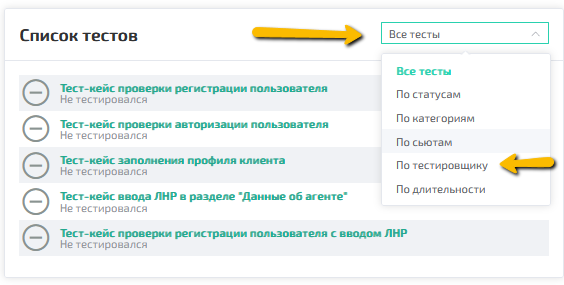 Список тестов
Все тесты
Все тесты
По статусам
По категориям
По сьютам
По тестировщику
По длительности
Тест-кейс проверки регистрации пользователя
Не тестировался
Тест-кейс проверки авторизации пользователя
Не тестировался
Тест-кейс заполнения профиля клиента
Не тестировался
Тест-кейс ввода ЛНР в разделе "Данные об агенте"
Не тестировался
Тест-кейс проверки регистрации пользователя с вводом ЛНР
Не тестировался